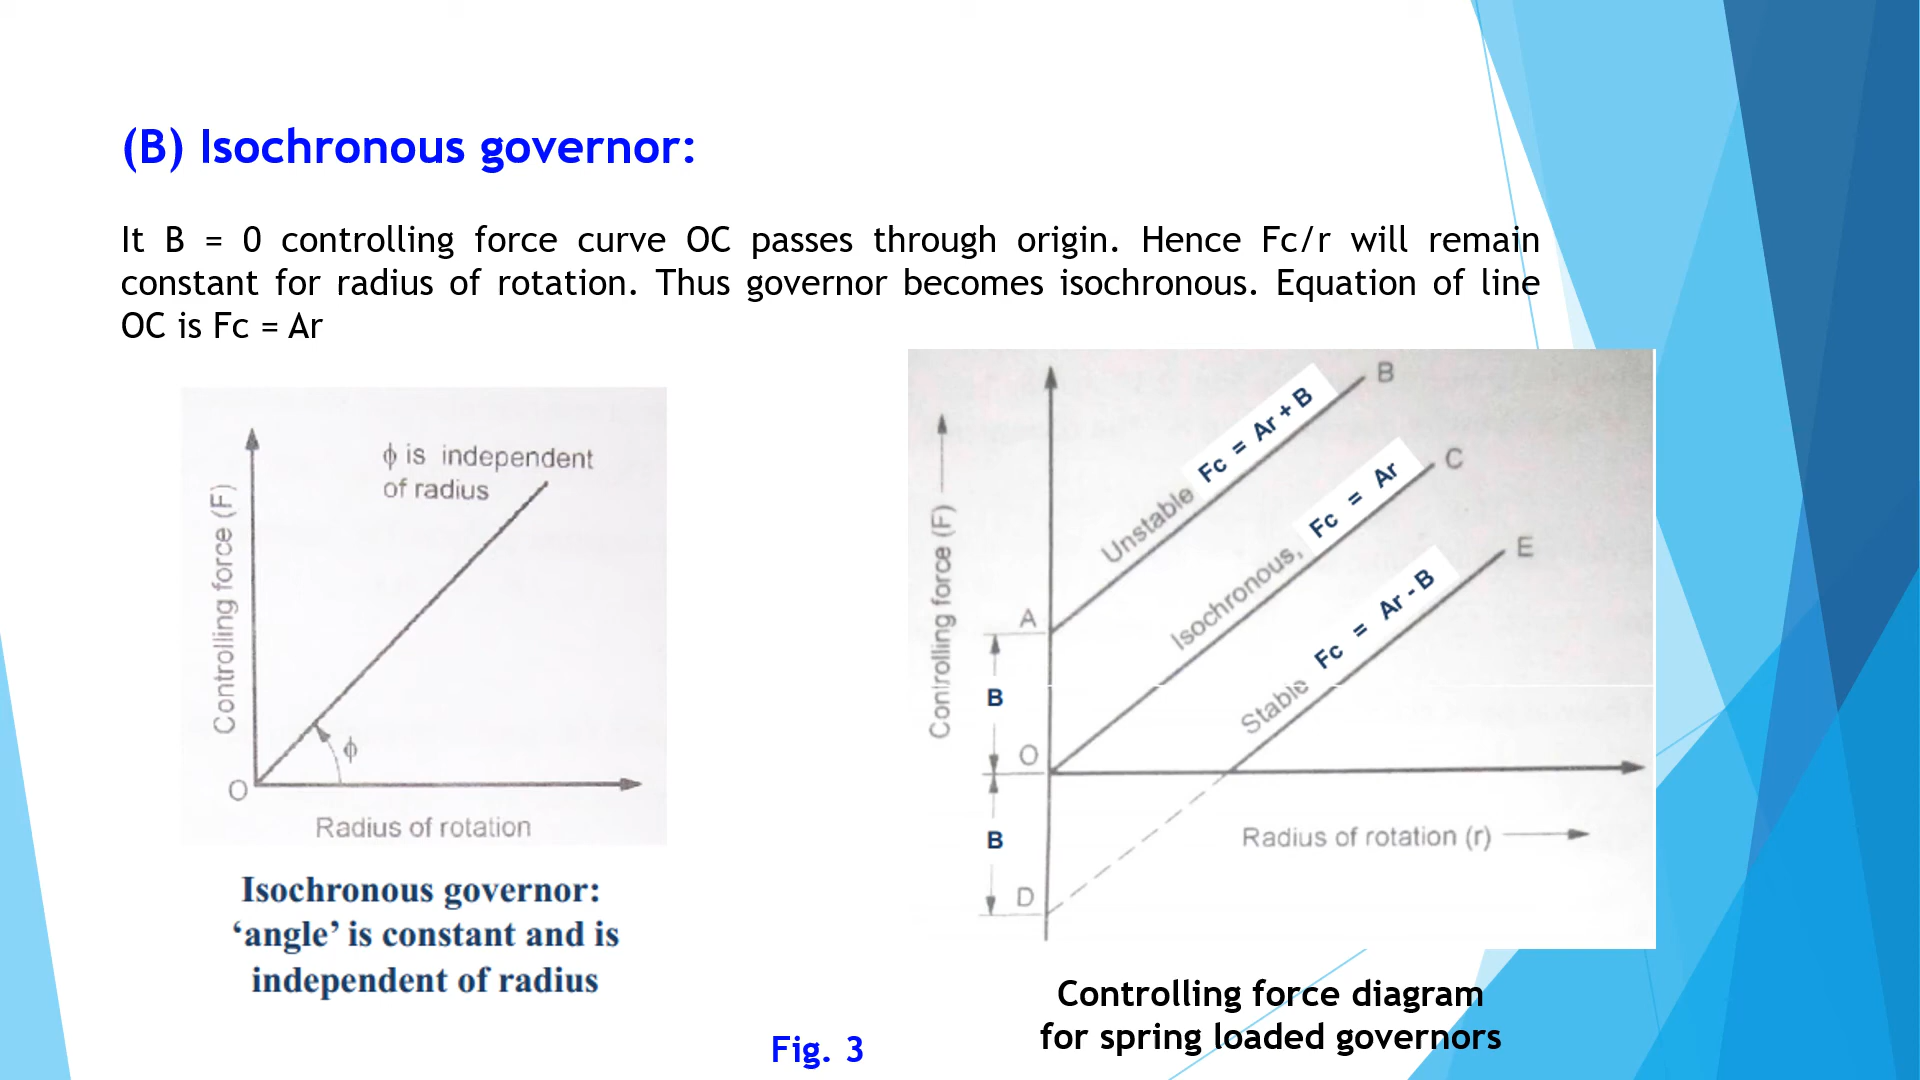 (B) Isochronous governor:
It B = 0 controlling force curve OC passes through origin. Hence Fc/r will remain
constant for radius of rotation. Thus governor becomes isochronous. Equation of line
OC is Fc = Ar
ϕ is independent
of radius
Controlling force (F)
ϕ
O
Radius of rotation
Isochronous governor:
‘angle’ is constant and is
independent of radius
Controlling force (F)
B
Unstable Fc = Ar + B
C
Isochronous, Fc = Ar
E
Stable Fc = Ar - B
A
B
O
B
D
Radius of rotation (r)
Controlling force diagram
for spring loaded governors
Fig. 3